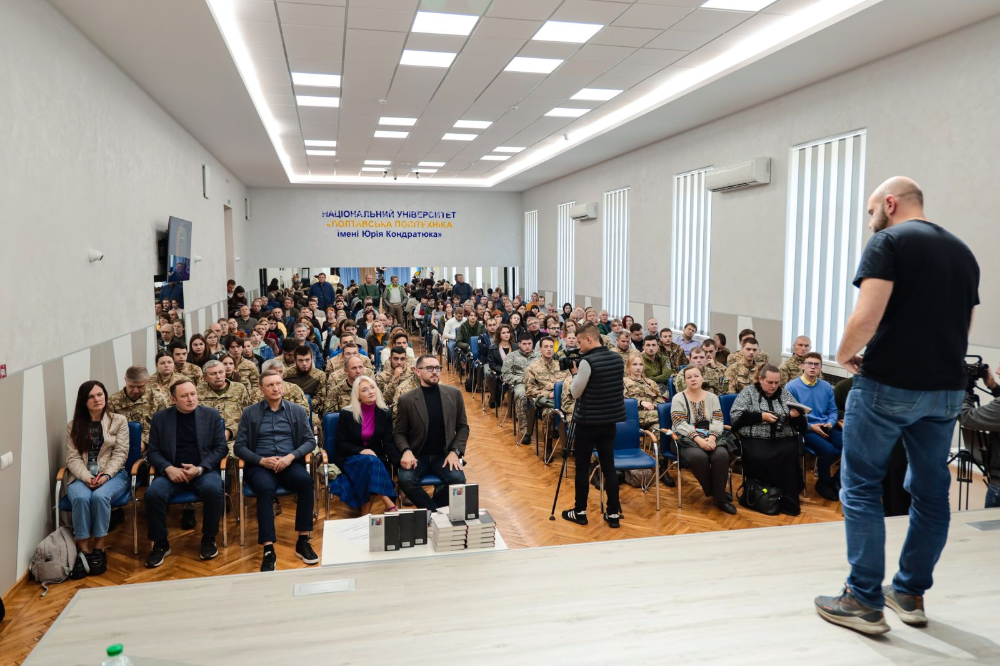 НАЦІОНАЛЬНИЙ УНІВЕРСИТЕТ
«ПОЛТАВСЬКА ПОЛІТЕХНІКА
імені Юрія Кондратюка»